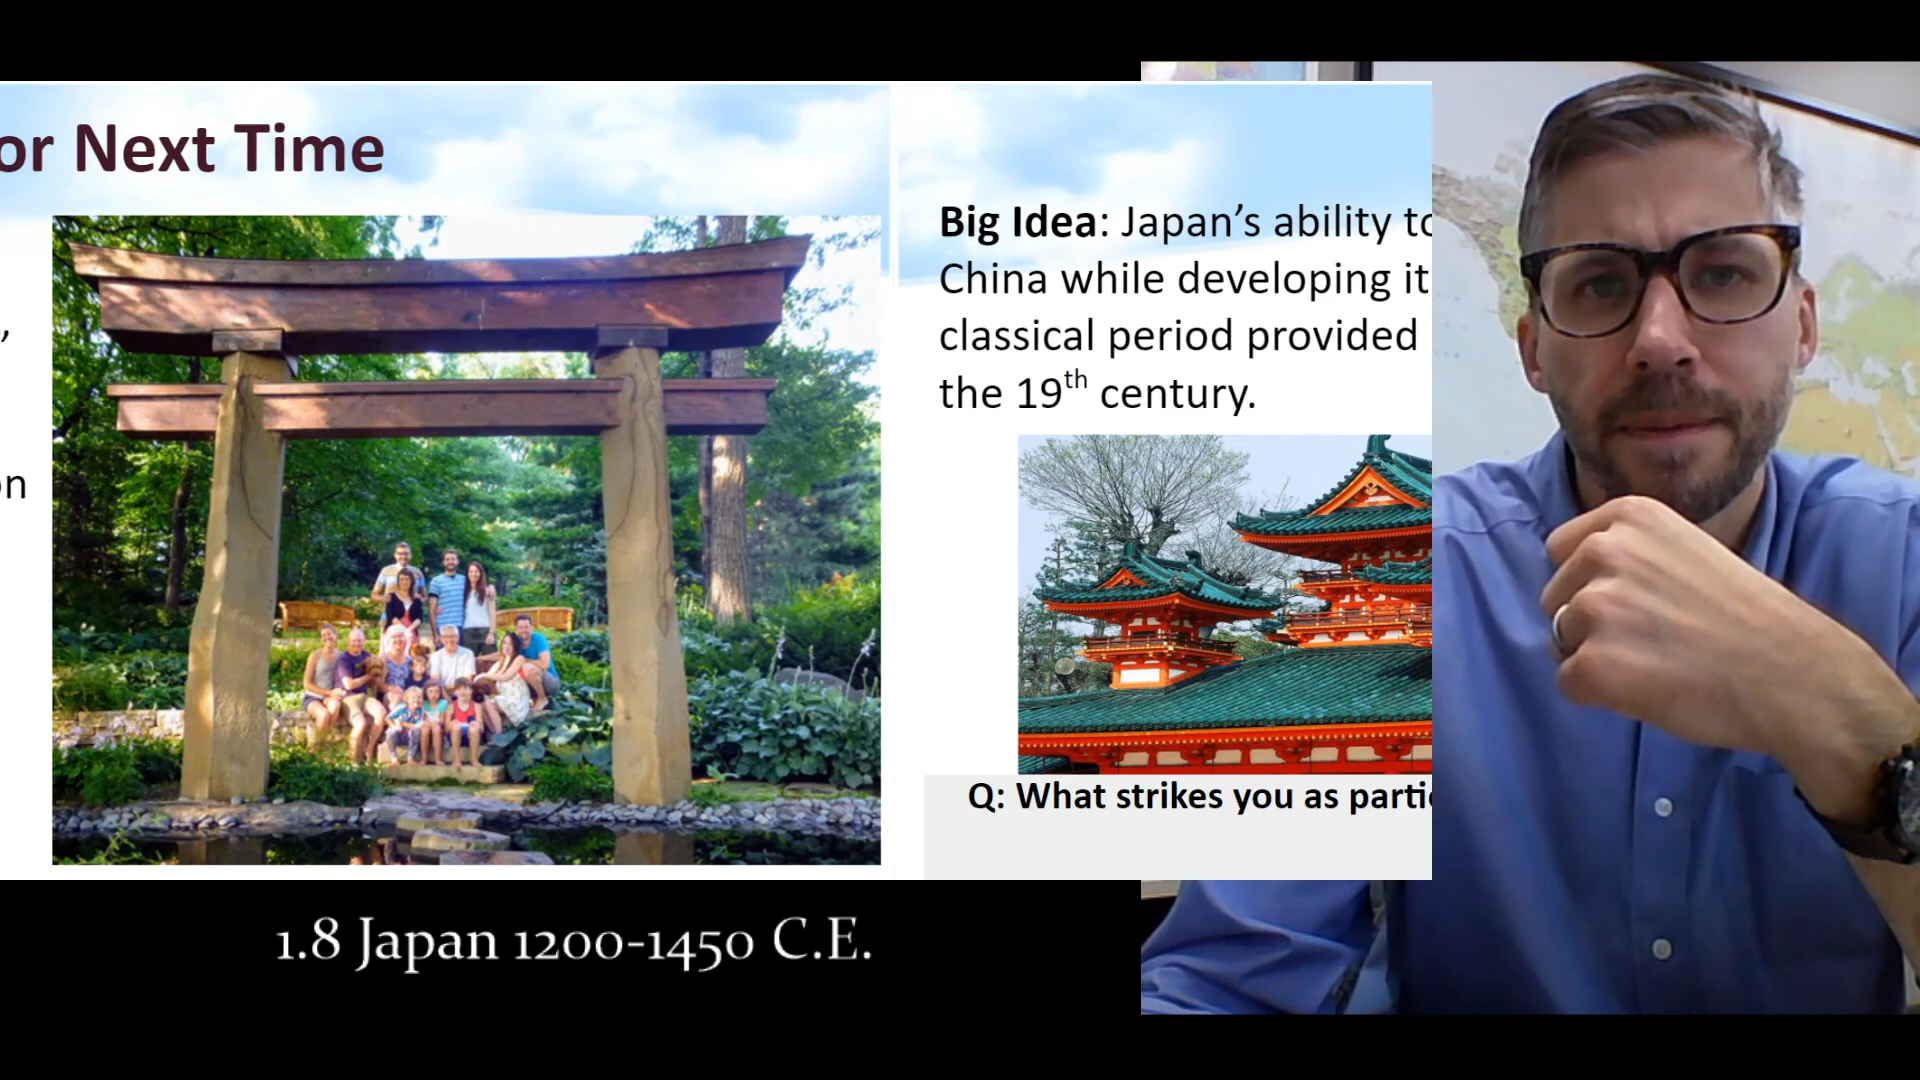 or Next Time
,
on
Big Idea: Japan’s ability to
China while developing it
classical period provided
the 19th century.
Q: What strikes you as parti
1.8 Japan 1200-1450 C.E.